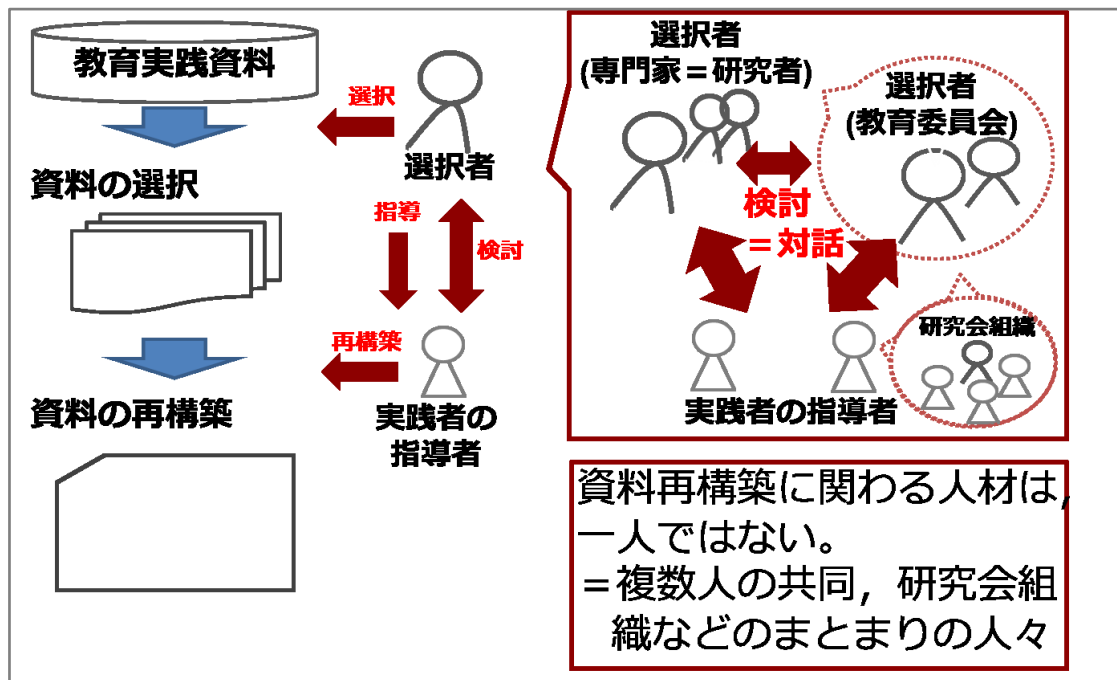 教育実践資料
選択
選択者
資料の選択
指導
検討
再構築
資料の再構築
実践者の
指導者
選択者
(専門家＝研究者)
選択者
(教育委員会)
検討
＝対話
研究会組織
実践者の指導者
資料再構築に関わる人材は，
一人ではない。
＝複数人の共同，研究会組
織などのまとまりの人々